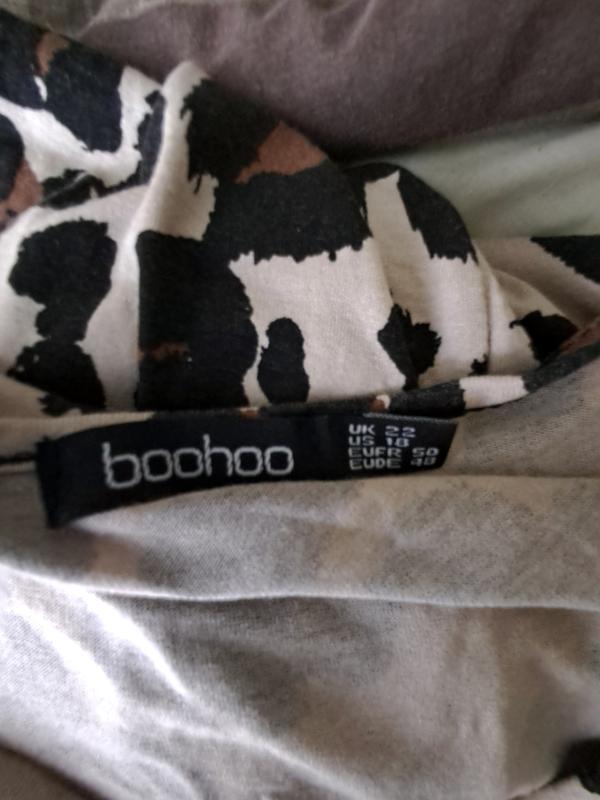 boohoo
UK 22
US 18
EUFR 50
EUDE 48